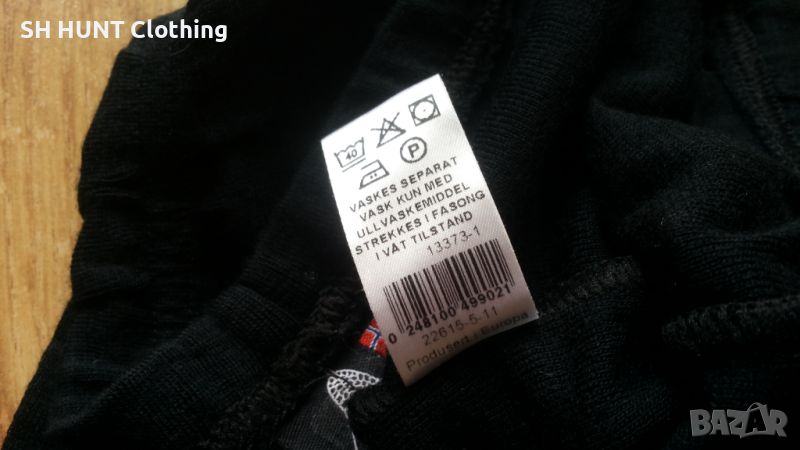 SH HUNT Clothing
40
P
VASKES SEPARAT
VASK KUN MED
ULLVASKEMIDDEL
STREKKES I FASONG
I VÅT TILSTAND
13373-1
0 248100 499021
22615-5-11
Produsert i Europa
BAZAR